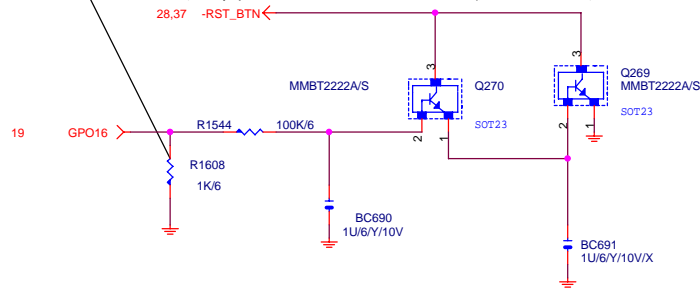 28,37 -RST_BTN
3
3
MMBT2222A/S
Q270
Q269
MMBT2222A/S
SOT23
SOT23
19 GPO16
R1544
100K/6
2
1
2
1
R1608
1K/6
BC690
1U/6/Y/10V
BC691
1U/6/Y/10V/X